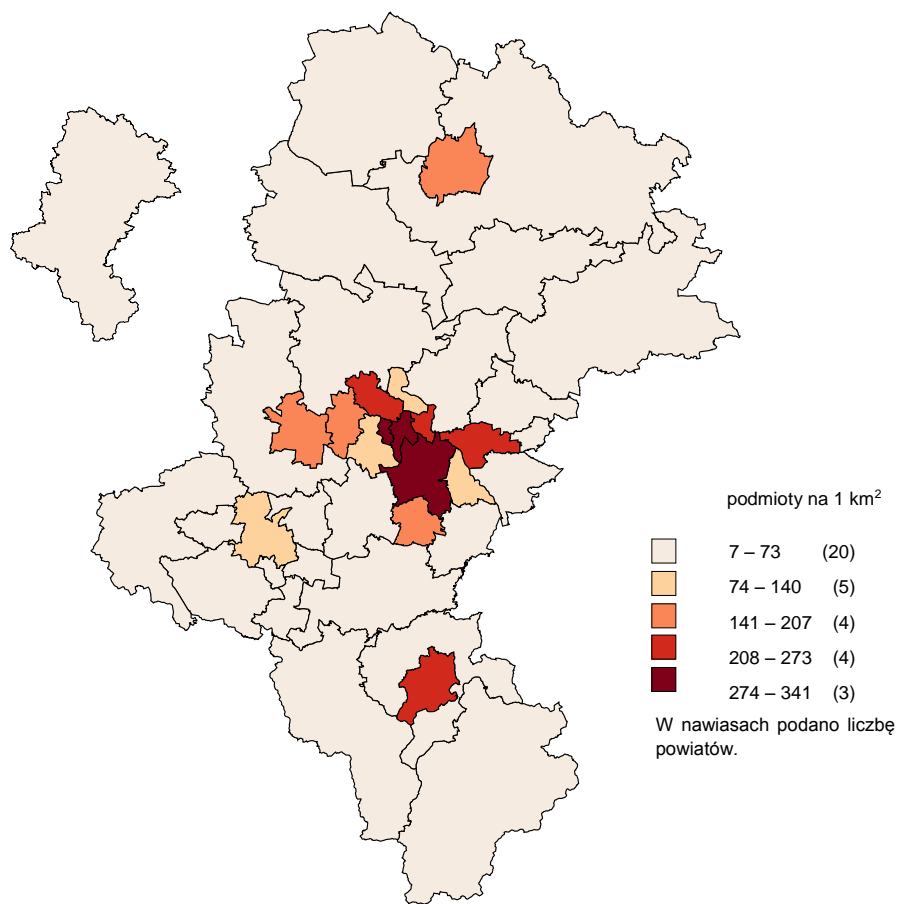 podmioty na 1 km²
7 – 73 (20)
74 – 140 (5)
141 – 207 (4)
208 – 273 (4)
274 – 341 (3)
W nawiasach podano liczbę
powiatów.